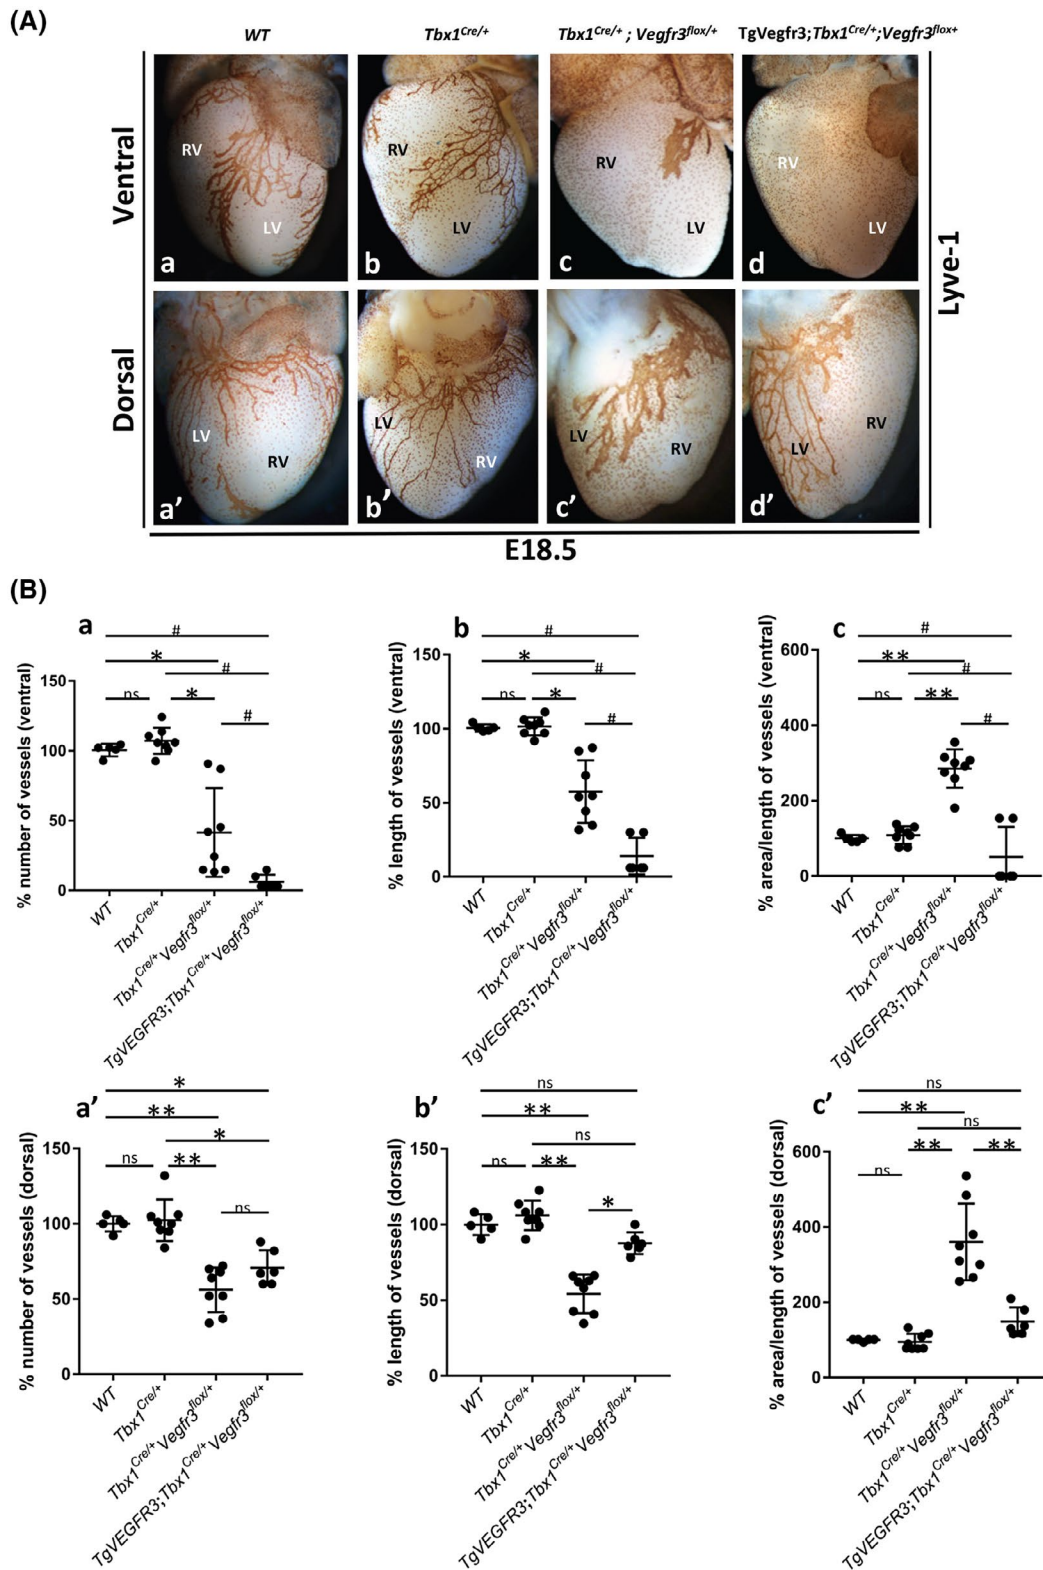 (A)
WT
Tbx1Cre/+
Tbx1Cre/+ ; Vegfr3flox/+
TgVegfr3;Tbx1Cre/+;Vegfr3flox+
Ventral
RV
LV
a
RV
LV
b
RV
LV
c
RV
LV
d
Lyve-1
Dorsal
LV
RV
a’
LV
RV
b’
LV
RV
c’
LV
RV
d’
E18.5
(B)
a
#
*
#
ns
*
#
% number of vessels (ventral)
150
100
50
0
WT
Tbx1Cre/+
Tbx1Cre/+ Vegfr3flox/+
TgVEGFR3;Tbx1Cre/+ Vegfr3flox/+
b
#
*
#
ns
*
#
% length of vessels (ventral)
150
100
50
0
WT
Tbx1Cre/+
Tbx1Cre/+ Vegfr3flox/+
TgVEGFR3;Tbx1Cre/+ Vegfr3flox/+
c
#
**
#
ns
**
#
% area/length of vessels (ventral)
600
400
200
0
WT
Tbx1Cre/+
Tbx1Cre/+ Vegfr3flox/+
TgVEGFR3;Tbx1Cre/+ Vegfr3flox/+
a’
*
**
*
ns
**
ns
% number of vessels (dorsal)
150
100
50
0
WT
Tbx1Cre/+
Tbx1Cre/+ Vegfr3flox/+
TgVEGFR3;Tbx1Cre/+ Vegfr3flox/+
b’
ns
**
ns
ns
**
*
% length of vessels (dorsal)
150
100
50
0
WT
Tbx1Cre/+
Tbx1Cre/+ Vegfr3flox/+
TgVEGFR3;Tbx1Cre/+ Vegfr3flox/+
c’
ns
**
ns
ns
**
**
% area/length of vessels (dorsal)
600
400
200
0
WT
Tbx1Cre/+
Tbx1Cre/+ Vegfr3flox/+
TgVEGFR3;Tbx1Cre/+ Vegfr3flox/+